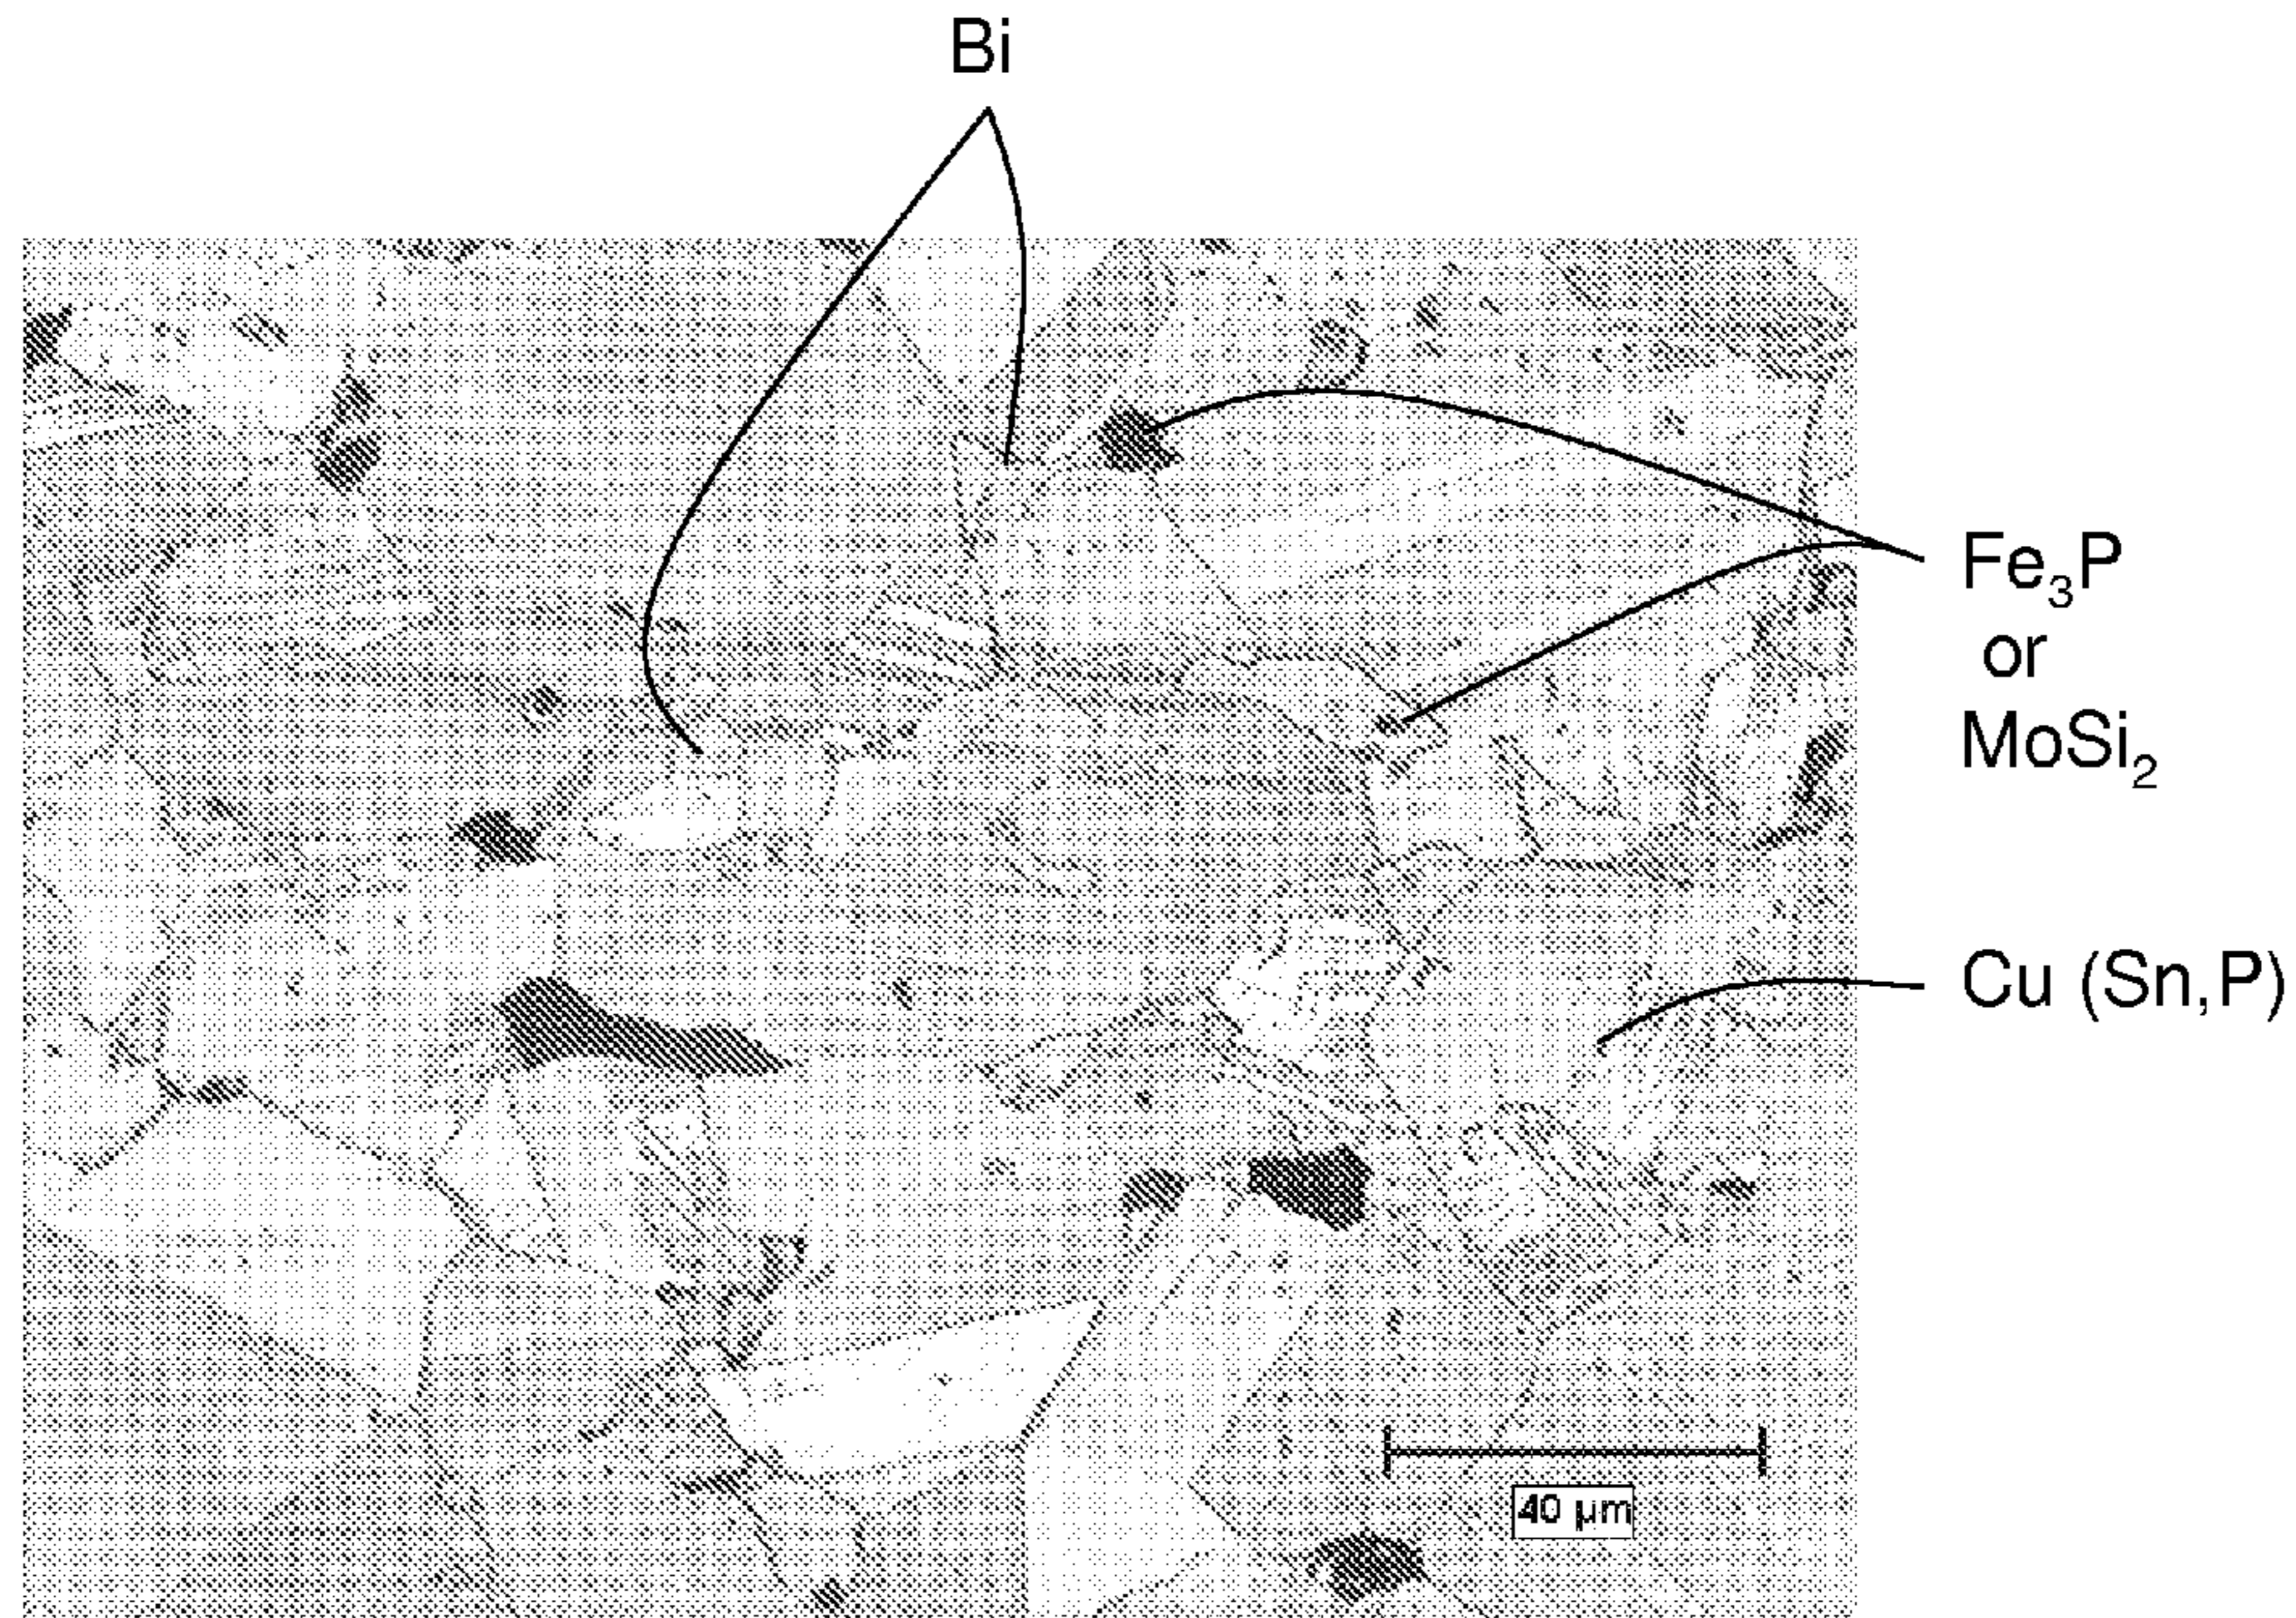 Bi
Fe₃P
or
MoSi₂
Cu (Sn,P)
40 µm